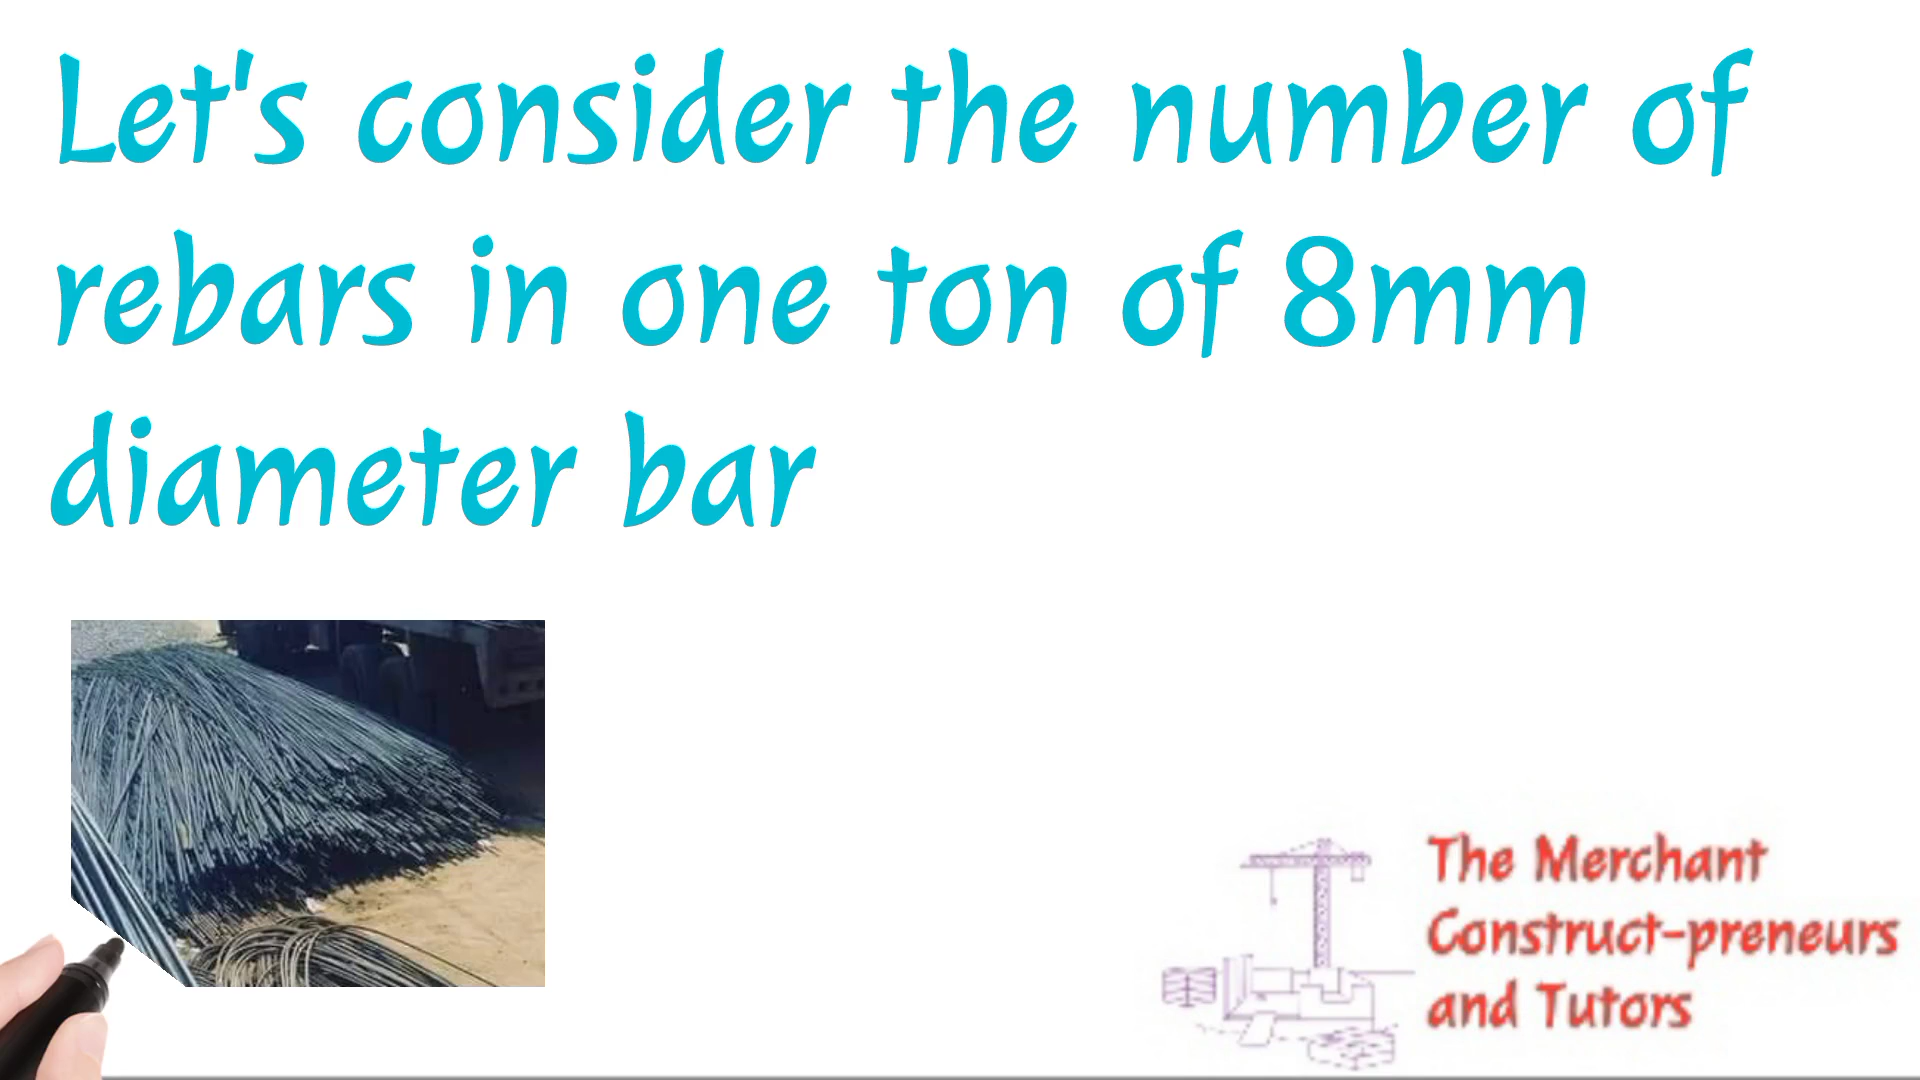 Let's consider the number of
rebars in one ton of 8mm
diameter bar
The Merchant
Construct-preneurs
and Tutors